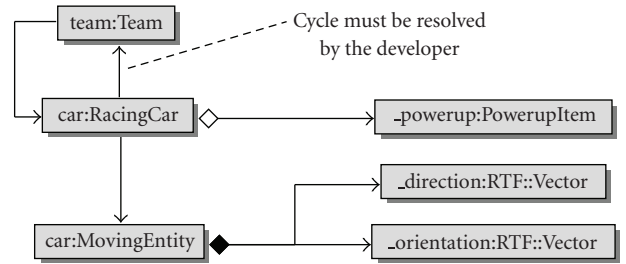 team:Team
Cycle must be resolved
by the developer
car:RacingCar
_powerup:PowerupItem
_direction:RTF::Vector
car:MovingEntity
_orientation:RTF::Vector